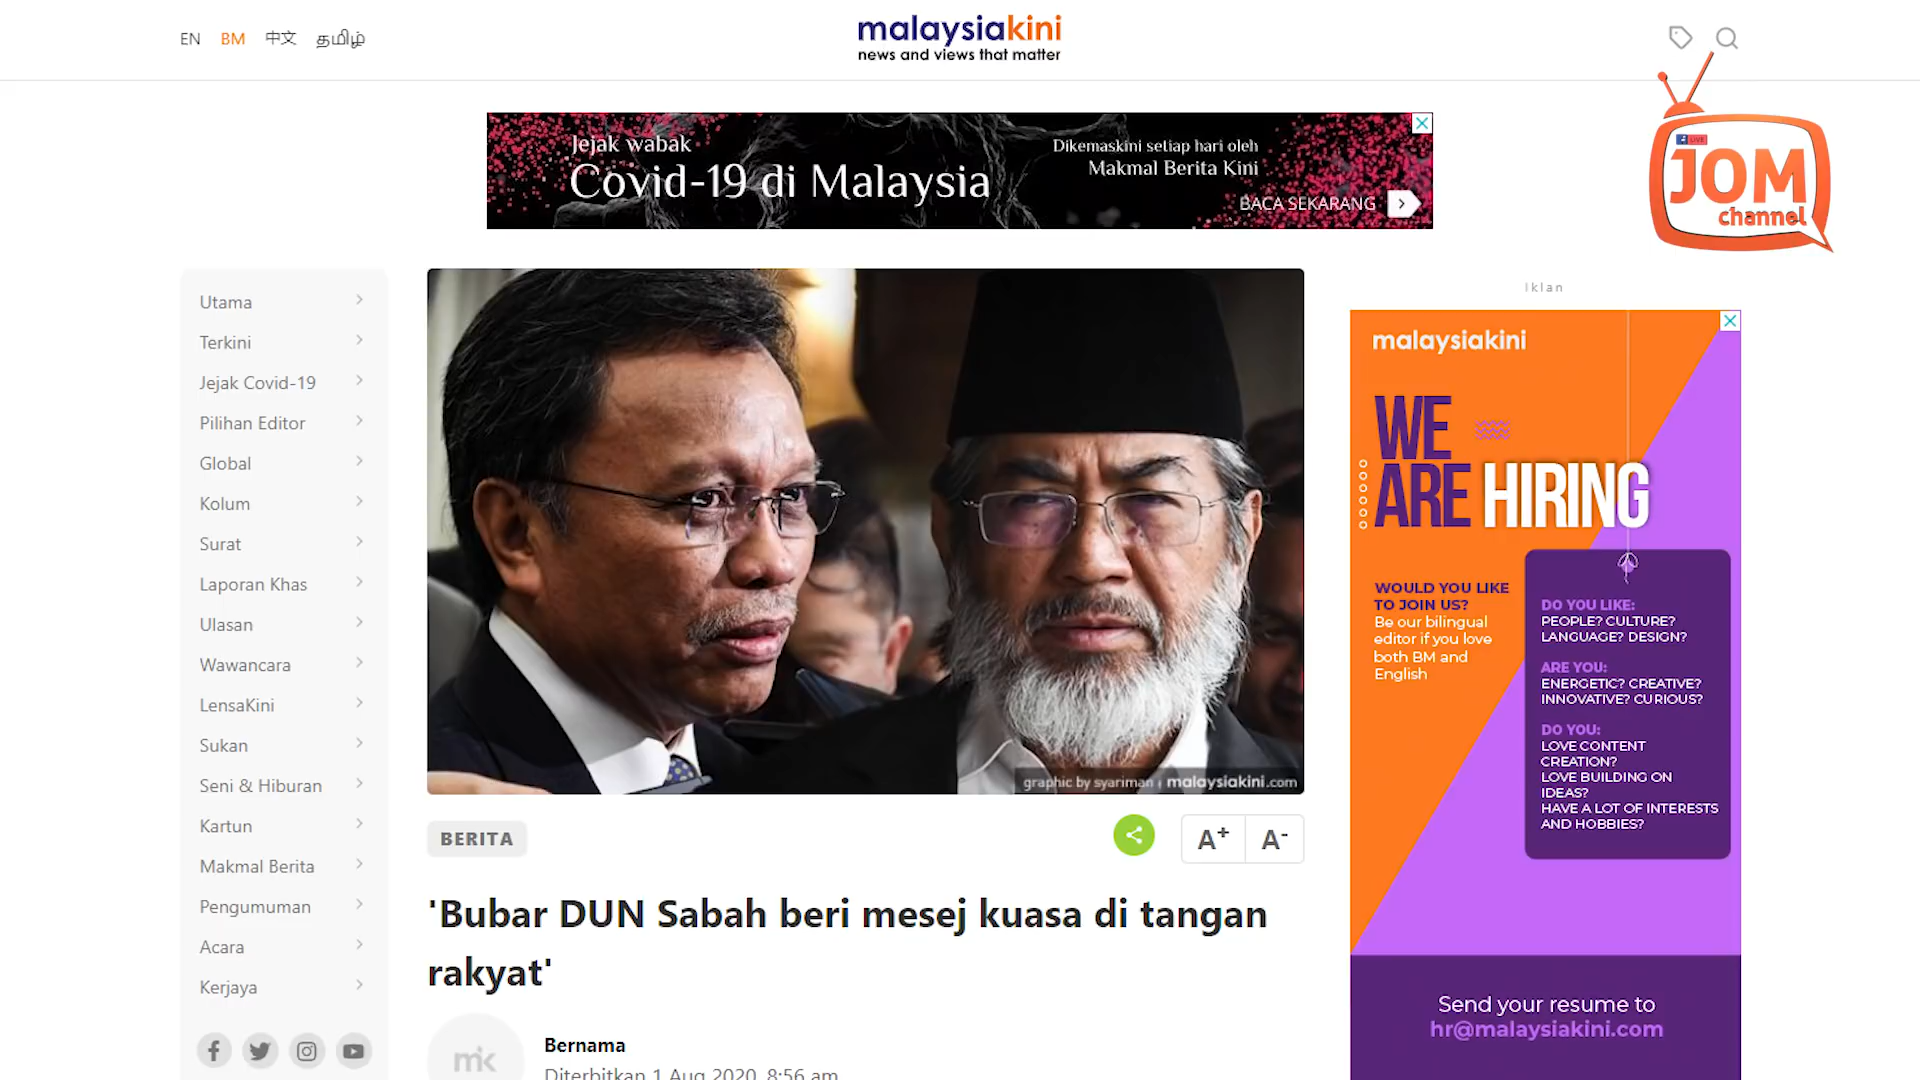 EN BM 中文 தமிழ்
malaysiakini
news and views that matter
Jejak wabak
Covid-19 di Malaysia
Dikemaskini setiap hari oleh
Makmal Berita Kini
BACA SEKARANG
LIVE
JOM
channel
Utama
Terkini
Jejak Covid-19
Pilihan Editor
Global
Kolum
Surat
Laporan Khas
Ulasan
Wawancara
LensaKini
Sukan
Seni & Hiburan
Kartun
Makmal Berita
Pengumuman
Acara
Kerjaya
graphic by syariman | malaysiakini.com
BERITA
A+ A-
'Bubar DUN Sabah beri mesej kuasa di tangan
rakyat'
mk
Bernama
Diterbitkan 1 Aug 2020, 8:56 am
Iklan
malaysiakini
WE
ARE HIRING
WOULD YOU LIKE
TO JOIN US?
Be our bilingual
editor if you love
both BM and
English
DO YOU LIKE:
PEOPLE? CULTURE?
LANGUAGE? DESIGN?
ARE YOU:
ENERGETIC? CREATIVE?
INNOVATIVE? CURIOUS?
DO YOU:
LOVE CONTENT
CREATION?
LOVE BUILDING ON
IDEAS?
HAVE A LOT OF INTERESTS
AND HOBBIES?
Send your resume to
hr@malaysiakini.com